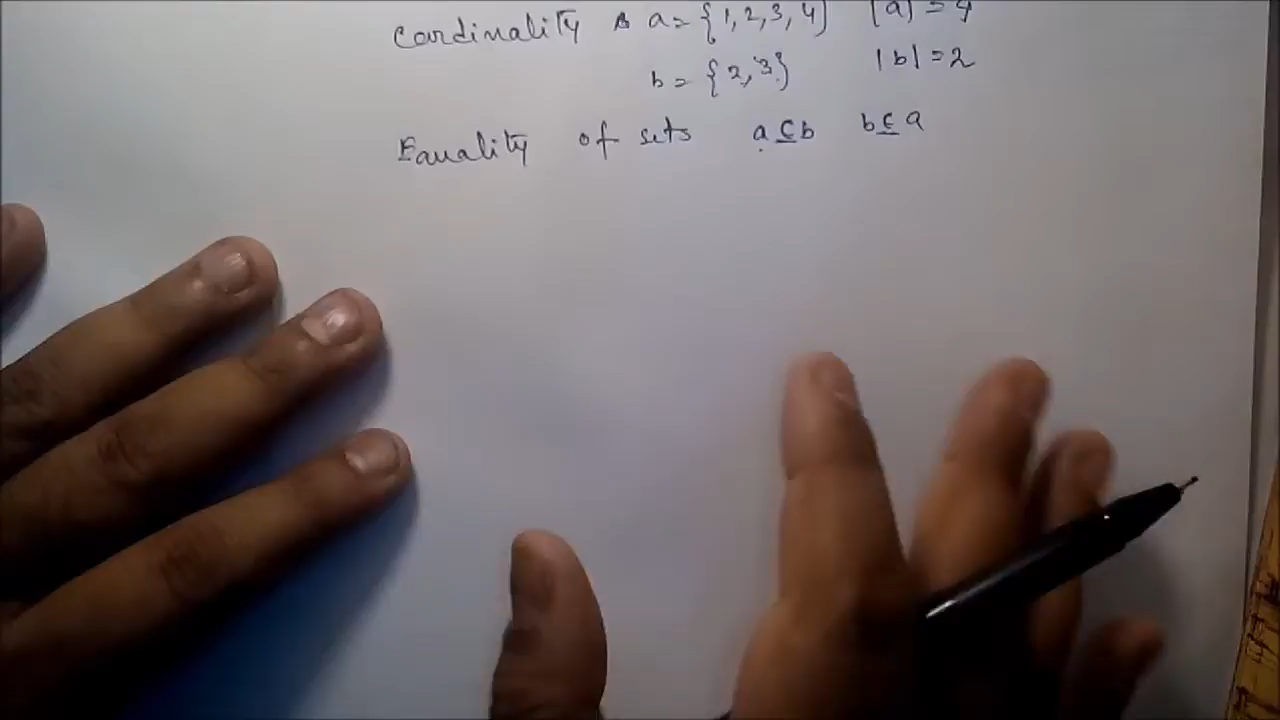 Cardinality a = {1, 2, 3, 4} |a| = 4
b = {2, 3} |b| = 2
Equality of sets a ⊆ b b ⊆ a